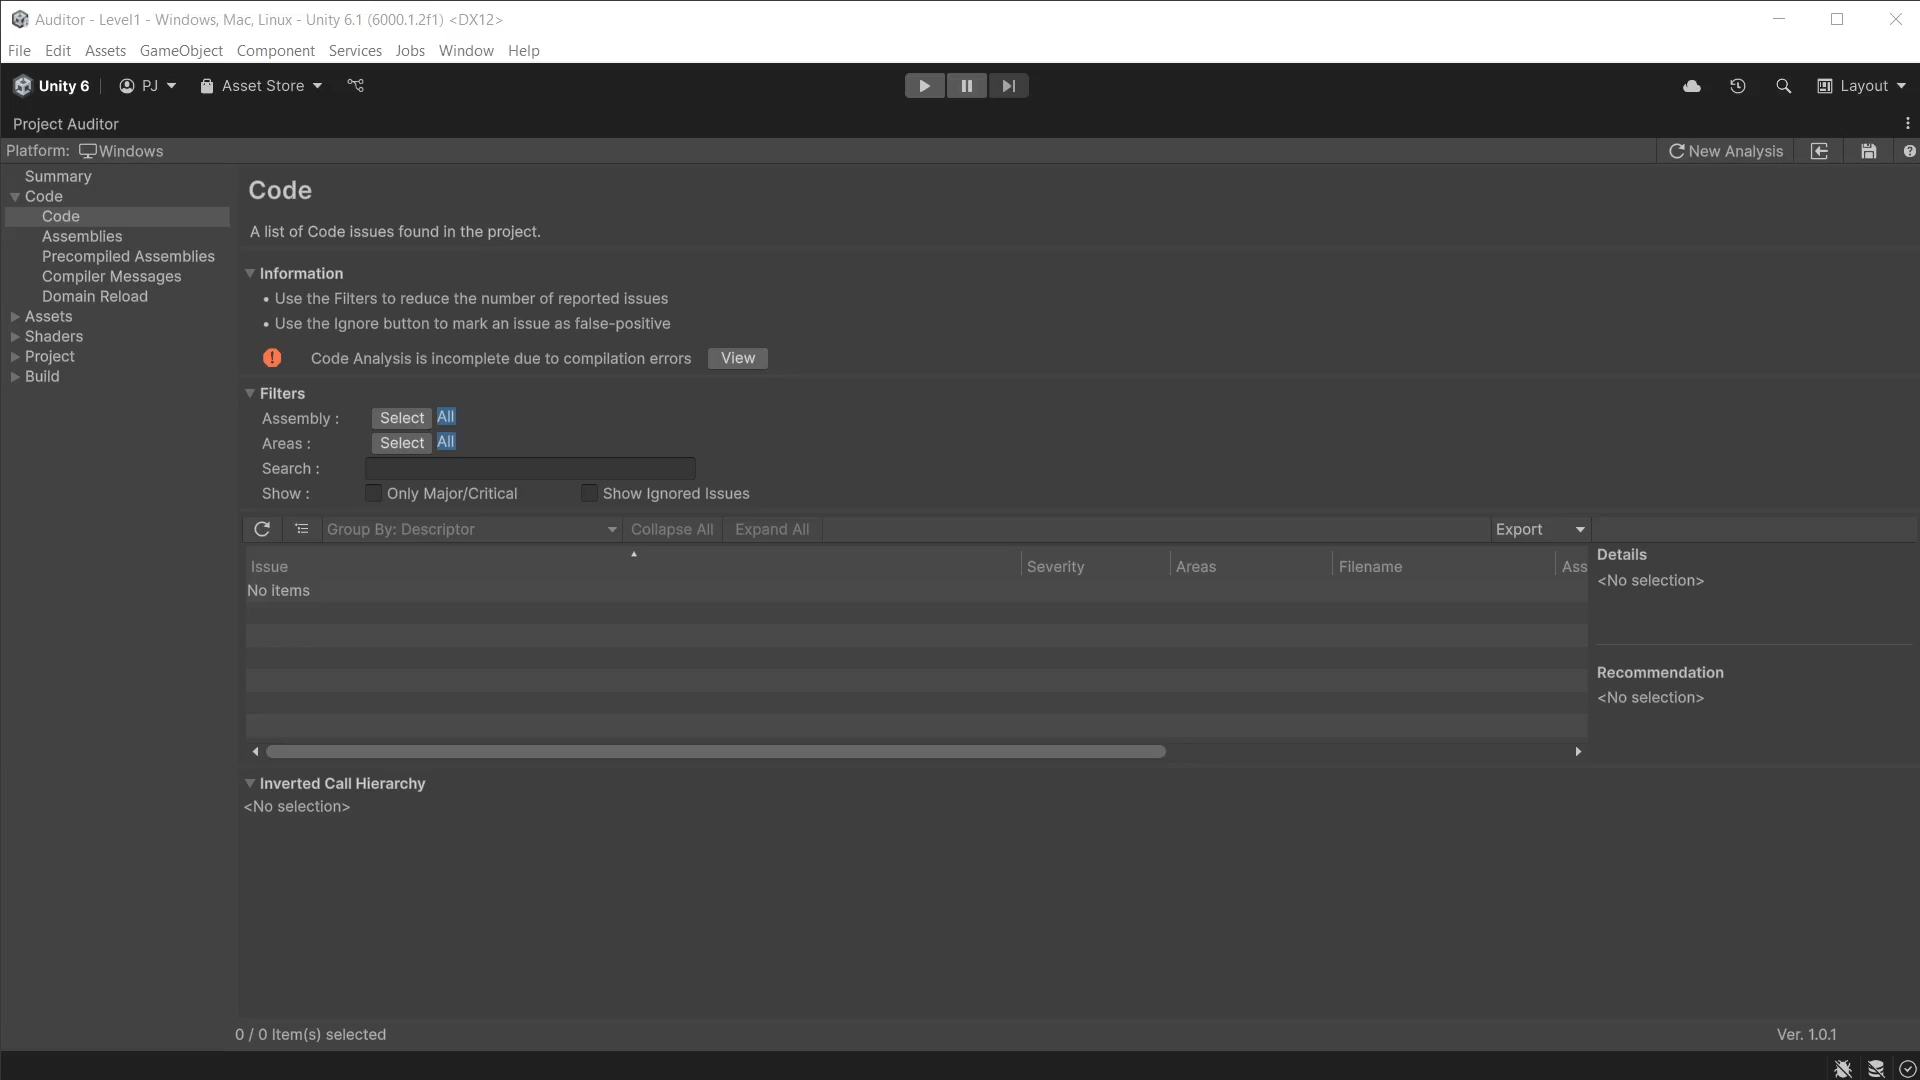 Auditor - Level1 - Windows, Mac, Linux - Unity 6.1 (6000.1.2f1) <DX12>
File Edit Assets GameObject Component Services Jobs Window Help
Unity 6 PJ Asset Store Layout
Project Auditor
Platform: Windows New Analysis
Summary
Code
Code
Assemblies
Precompiled Assemblies
Compiler Messages
Domain Reload
Assets
Shaders
Project
Build
Code
A list of Code issues found in the project.
Information
• Use the Filters to reduce the number of reported issues
• Use the Ignore button to mark an issue as false-positive
Code Analysis is incomplete due to compilation errors View
Filters
Assembly : Select All
Areas : Select All
Search :
Show : Only Major/Critical Show Ignored Issues
Group By: Descriptor Collapse All Expand All Export
Issue Severity Areas Filename Ass
No items
Details
<No selection>
Recommendation
<No selection>
Inverted Call Hierarchy
<No selection>
0 / 0 Item(s) selected Ver. 1.0.1